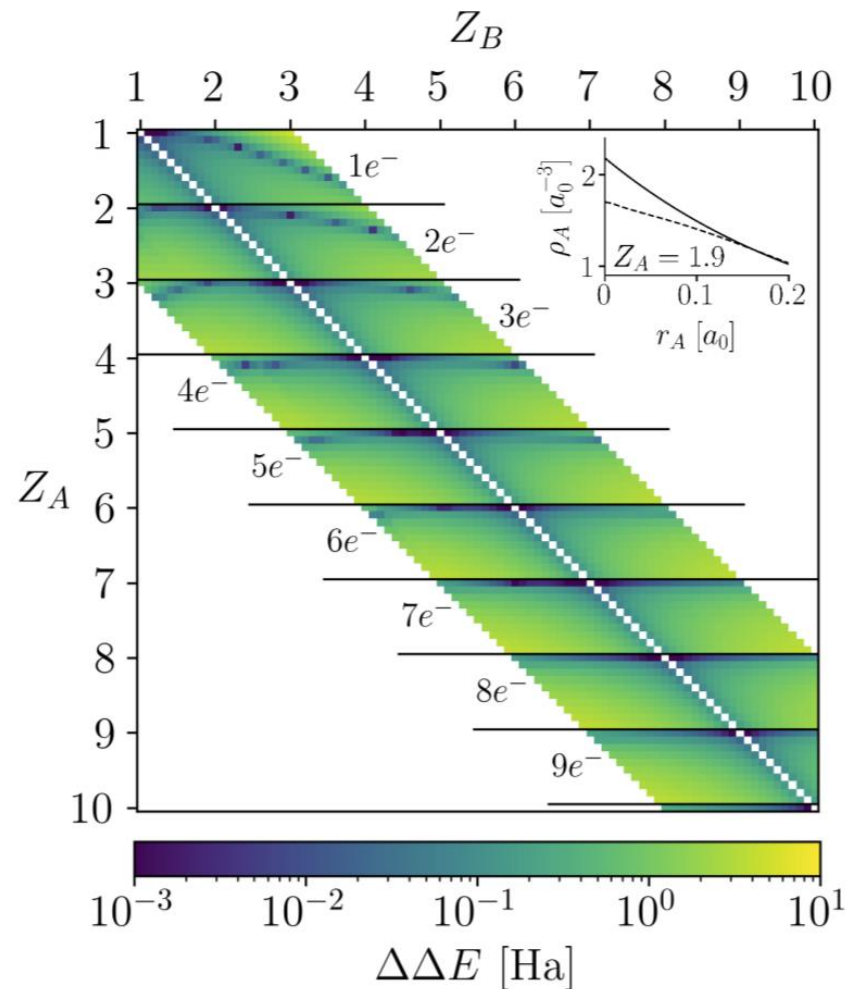 Z_B
1 2 3 4 5 6 7 8 9 10
1
2
3
4
5
6
7
8
9
10
Z_A
1e⁻
2e⁻
3e⁻
4e⁻
5e⁻
6e⁻
7e⁻
8e⁻
9e⁻
ρ_A [a₀⁻³]
2
1
Z_A = 1.9
0 0.1 0.2
r_A [a₀]
10⁻³ 10⁻² 10⁻¹ 10⁰ 10¹
ΔΔE [Ha]